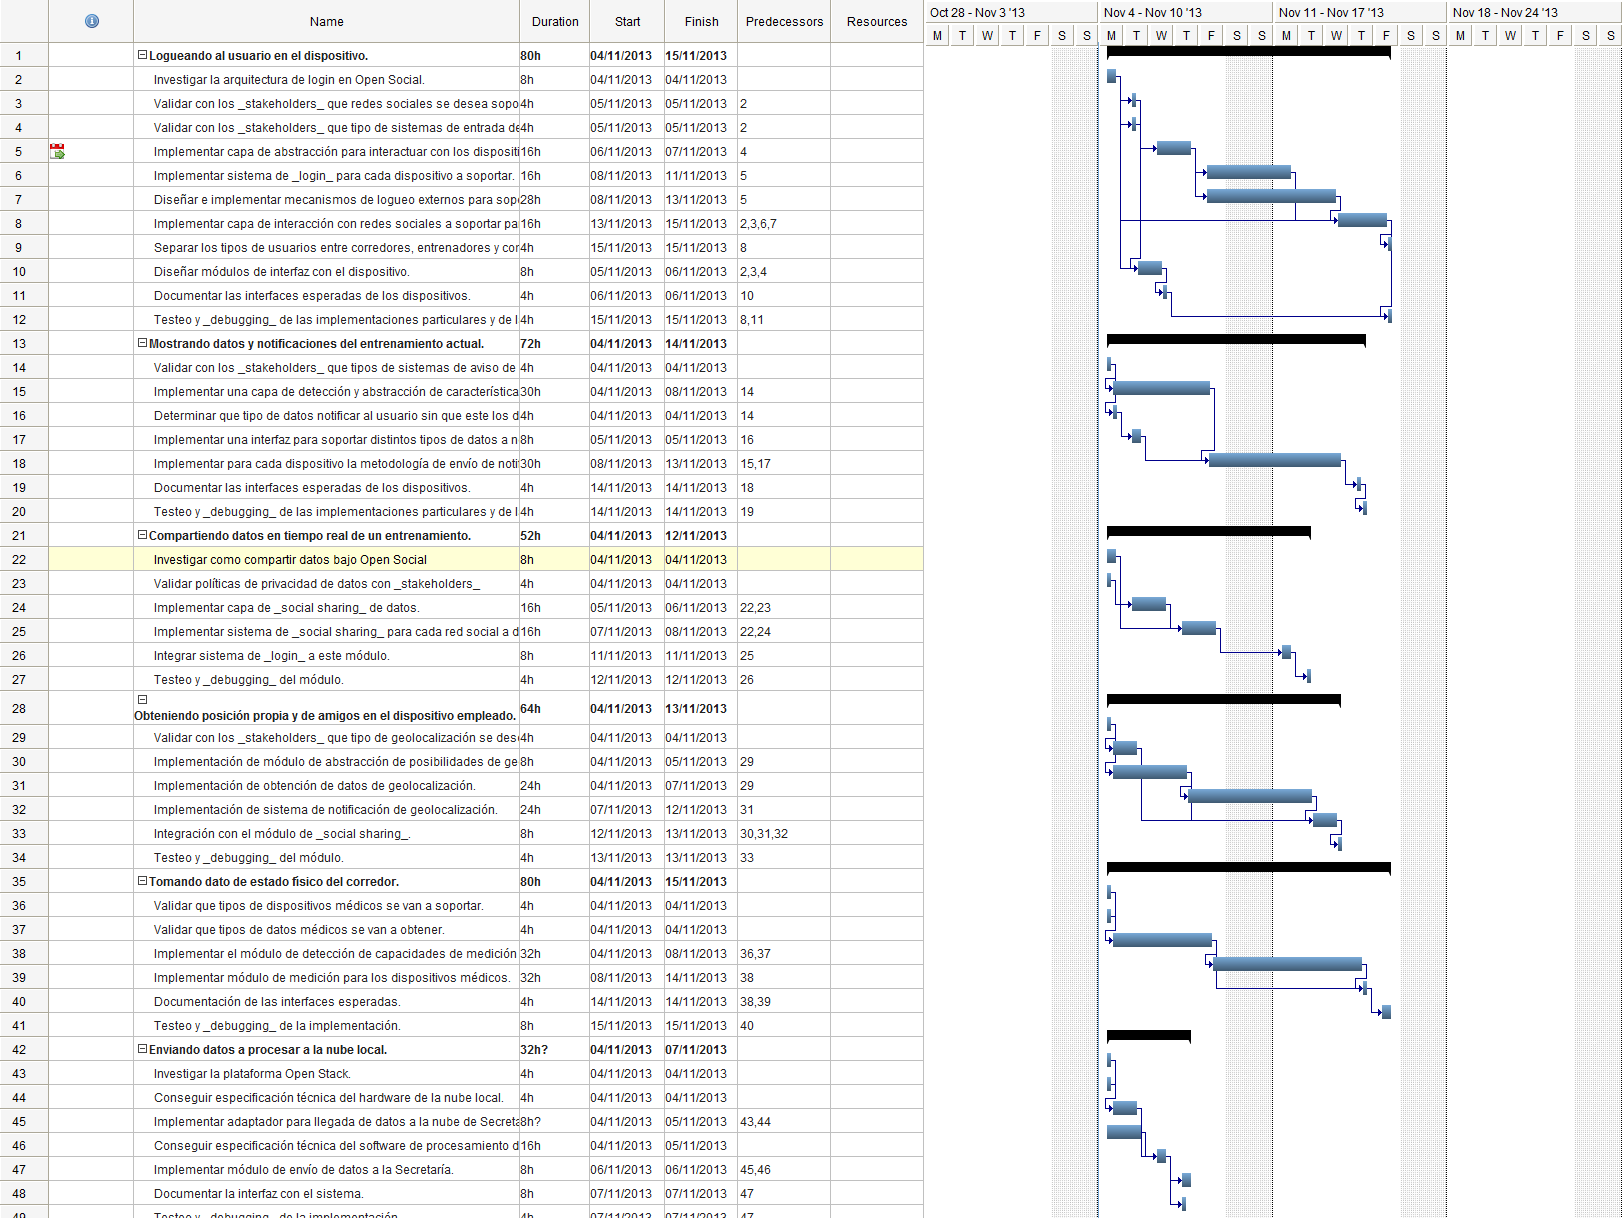 Name Duration Start Finish Predecessors Resources
Oct 28 - Nov 3 '13 Nov 4 - Nov 10 '13 Nov 11 - Nov 17 '13 Nov 18 - Nov 24 '13
M T W T F S S M T W T F S S M T W T F S S M T W T F S S
1 Logueando al usuario en el dispositivo. 80h 04/11/2013 15/11/2013
2 Investigar la arquitectura de login en Open Social. 8h 04/11/2013 04/11/2013
3 Validar con los _stakeholders_ que redes sociales se desea sopo 4h 05/11/2013 05/11/2013 2
4 Validar con los _stakeholders_ que tipo de sistemas de entrada de 4h 05/11/2013 05/11/2013 2
5 Implementar capa de abstracción para interactuar con los dispositi 16h 06/11/2013 07/11/2013 4
6 Implementar sistema de _login_ para cada dispositivo a soportar. 16h 08/11/2013 11/11/2013 5
7 Diseñar e implementar mecanismos de logueo externos para sop 28h 08/11/2013 13/11/2013 5
8 Implementar capa de interacción con redes sociales a soportar pa 16h 13/11/2013 15/11/2013 2,3,6,7
9 Separar los tipos de usuarios entre corredores, entrenadores y cor 4h 15/11/2013 15/11/2013 8
10 Diseñar módulos de interfaz con el dispositivo. 8h 05/11/2013 06/11/2013 2,3,4
11 Documentar las interfaces esperadas de los dispositivos. 4h 06/11/2013 06/11/2013 10
12 Testeo y _debugging_ de las implementaciones particulares y de l 4h 15/11/2013 15/11/2013 8,11
13 Mostrando datos y notificaciones del entrenamiento actual. 72h 04/11/2013 14/11/2013
14 Validar con los _stakeholders_ que tipos de sistemas de aviso de 4h 04/11/2013 04/11/2013
15 Implementar una capa de detección y abstracción de característica 30h 04/11/2013 08/11/2013 14
16 Determinar que tipo de datos notificar al usuario sin que este los d 4h 04/11/2013 04/11/2013 14
17 Implementar una interfaz para soportar distintos tipos de datos a n 8h 05/11/2013 05/11/2013 16
18 Implementar para cada dispositivo la metodología de envío de noti 30h 08/11/2013 13/11/2013 15,17
19 Documentar las interfaces esperadas de los dispositivos. 4h 14/11/2013 14/11/2013 18
20 Testeo y _debugging_ de las implementaciones particulares y de l 4h 14/11/2013 14/11/2013 19
21 Compartiendo datos en tiempo real de un entrenamiento. 52h 04/11/2013 12/11/2013
22 Investigar como compartir datos bajo Open Social 8h 04/11/2013 04/11/2013
23 Validar políticas de privacidad de datos con _stakeholders_ 4h 04/11/2013 04/11/2013
24 Implementar capa de _social sharing_ de datos. 16h 05/11/2013 06/11/2013 22,23
25 Implementar sistema de _social sharing_ para cada red social a d 16h 07/11/2013 08/11/2013 22,24
26 Integrar sistema de _login_ a este módulo. 8h 11/11/2013 11/11/2013 25
27 Testeo y _debugging_ del módulo. 4h 12/11/2013 12/11/2013 26
28 Obteniendo posición propia y de amigos en el dispositivo empleado. 64h 04/11/2013 13/11/2013
29 Validar con los _stakeholders_ que tipo de geolocalización se des 4h 04/11/2013 04/11/2013
30 Implementación de módulo de abstracción de posibilidades de ge 8h 04/11/2013 05/11/2013 29
31 Implementación de obtención de datos de geolocalización. 24h 04/11/2013 07/11/2013 29
32 Implementación de sistema de notificación de geolocalización. 24h 07/11/2013 12/11/2013 31
33 Integración con el módulo de _social sharing_. 8h 12/11/2013 13/11/2013 30,31,32
34 Testeo y _debugging_ del módulo. 4h 13/11/2013 13/11/2013 33
35 Tomando dato de estado físico del corredor. 80h 04/11/2013 15/11/2013
36 Validar que tipos de dispositivos médicos se van a soportar. 4h 04/11/2013 04/11/2013
37 Validar que tipos de datos médicos se van a obtener. 4h 04/11/2013 04/11/2013
38 Implementar el módulo de detección de capacidades de medición 32h 04/11/2013 08/11/2013 36,37
39 Implementar módulo de medición para los dispositivos médicos. 32h 08/11/2013 14/11/2013 38
40 Documentación de las interfaces esperadas. 4h 14/11/2013 14/11/2013 38,39
41 Testeo y _debugging_ de la implementación. 8h 15/11/2013 15/11/2013 40
42 Enviando datos a procesar a la nube local. 32h? 04/11/2013 07/11/2013
43 Investigar la plataforma Open Stack. 4h 04/11/2013 04/11/2013
44 Conseguir especificación técnica del hardware de la nube local. 4h 04/11/2013 04/11/2013
45 Implementar adaptador para llegada de datos a la nube de Secreta 8h? 04/11/2013 05/11/2013 43,44
46 Conseguir especificación técnica del software de procesamiento d 16h 04/11/2013 05/11/2013
47 Implementar módulo de envío de datos a la Secretaría. 8h 06/11/2013 06/11/2013 45,46
48 Documentar la interfaz con el sistema. 8h 07/11/2013 07/11/2013 47
49 Testeo y _debugging_ de la implementación. 4h 07/11/2013 07/11/2013 47